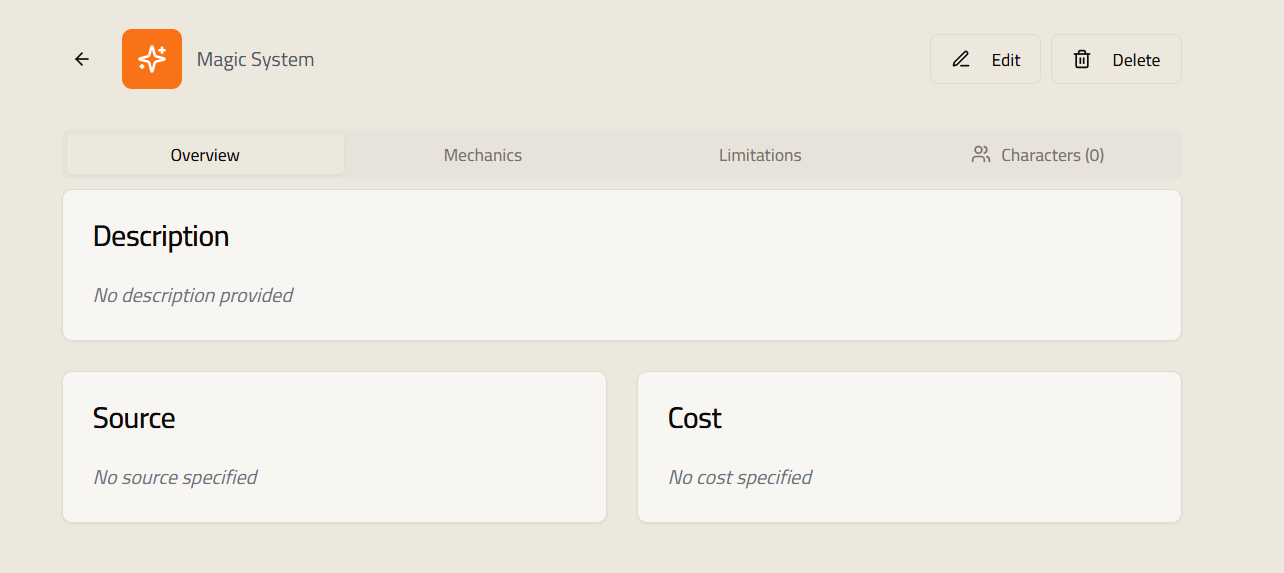 Magic System
Edit
Delete
Overview
Mechanics
Limitations
Characters (0)
Description
No description provided
Source
Cost
No source specified
No cost specified